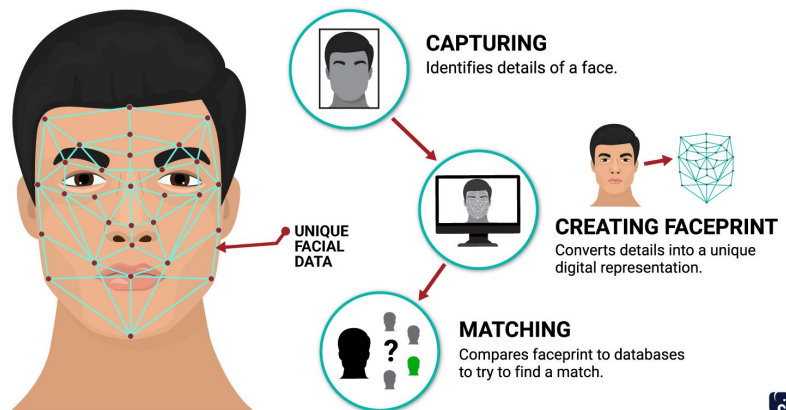 CAPTURING
Identifies details of a face.
UNIQUE
FACIAL
DATA
CREATING FACEPRINT
Converts details into a unique
digital representation.
?
MATCHING
Compares faceprint to databases
to try to find a match.